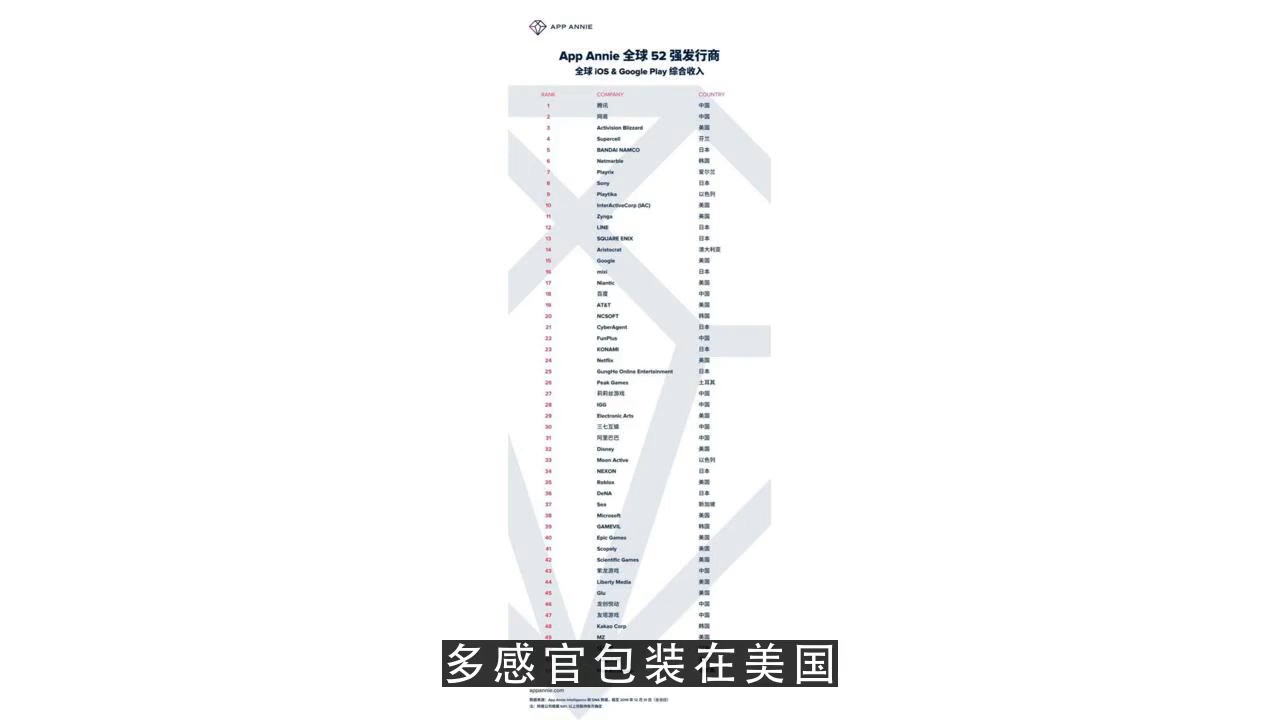 APP ANNIE
App Annie 全球 52 强发行商
全球 iOS & Google Play 综合收入
RANK COMPANY COUNTRY
1 腾讯 中国
2 网易 中国
3 Activision Blizzard 美国
4 Supercell 芬兰
5 BANDAI NAMCO 日本
6 Netmarble 韩国
7 Playrix 爱尔兰
8 Sony 日本
9 Playtika 以色列
10 InterActiveCorp (IAC) 美国
11 Zynga 美国
12 LINE 日本
13 SQUARE ENIX 日本
14 Aristocrat 澳大利亚
15 Google 美国
16 mixi 日本
17 Niantic 美国
18 百度 中国
19 AT&T 美国
20 NCSOFT 韩国
21 CyberAgent 日本
22 FunPlus 中国
23 KONAMI 日本
24 Netflix 美国
25 GungHo Online Entertainment 日本
26 Peak Games 土耳其
27 莉莉丝游戏 中国
28 IGG 中国
29 Electronic Arts 美国
30 三七互娱 中国
31 阿里巴巴 中国
32 Disney 美国
33 Moon Active 以色列
34 NEXON 日本
35 Roblox 美国
36 DeNA 日本
37 Sea 新加坡
38 Microsoft 美国
39 GAMEVIL 韩国
40 Epic Games 美国
41 Scopely 美国
42 Scientific Games 美国
43 紫龙游戏 中国
44 Liberty Media 美国
45 Glu 美国
46 龙创悦动 中国
47 友塔游戏 中国
48 Kakao Corp 韩国
49 MZ 美国
多感官包装在美国
appannie.com